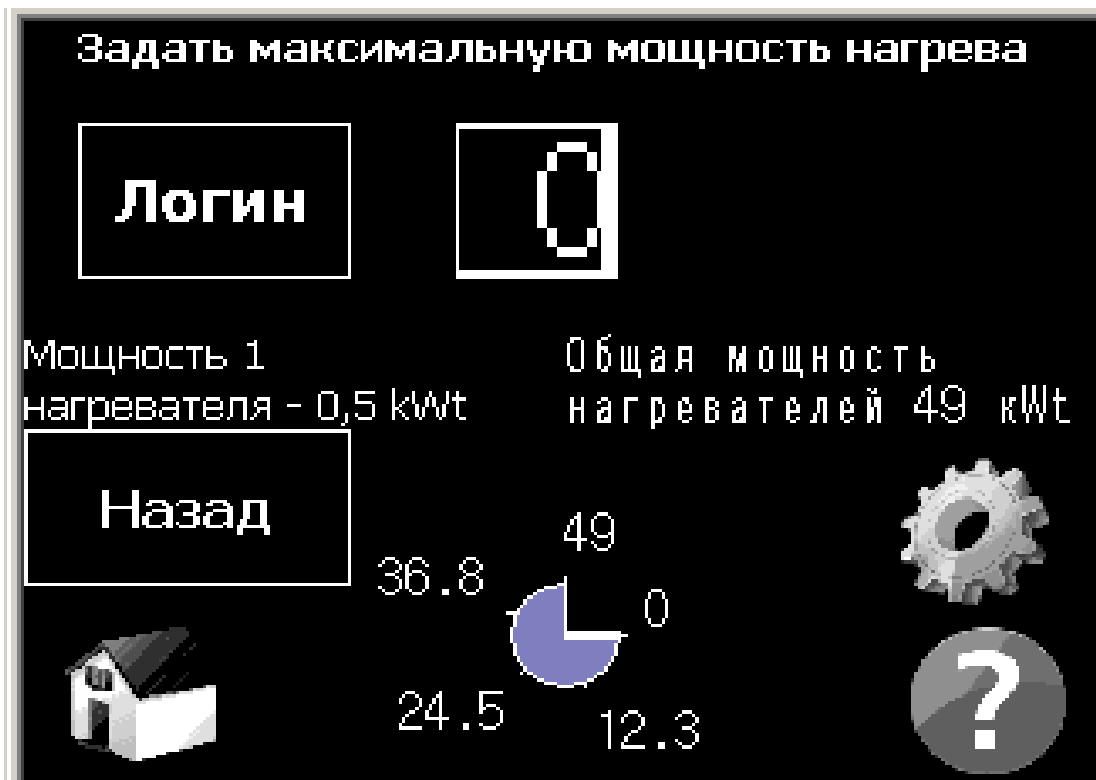 Задать максимальную мощность нагрева
Логин
0
Мощность 1
нагревателя - 0,5 kWt
Общая мощность
нагревателей 49 кWt
Назад
49
36.8
0
24.5
12.3
?